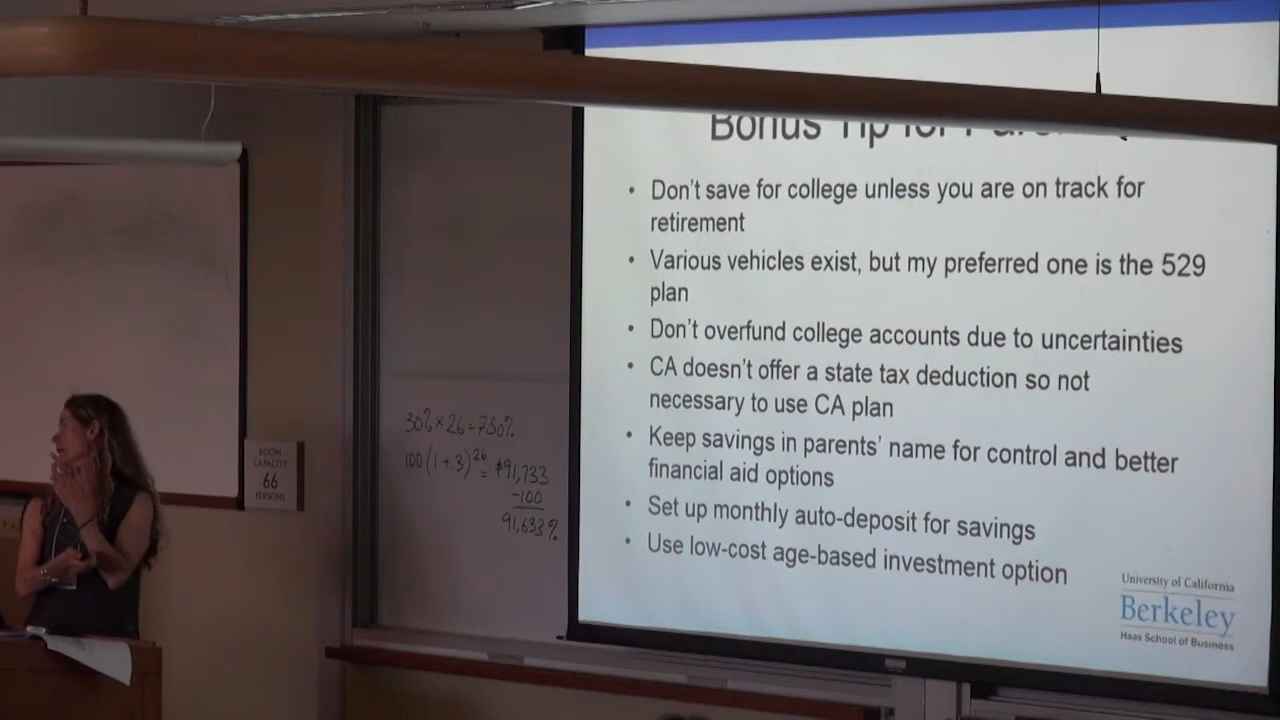 Bonus Tip for
• Don't save for college unless you are on track for
retirement
• Various vehicles exist, but my preferred one is the 529
plan
• Don't overfund college accounts due to uncertainties
• CA doesn't offer a state tax deduction so not
necessary to use CA plan
• Keep savings in parents' name for control and better
financial aid options
• Set up monthly auto-deposit for savings
• Use low-cost age-based investment option
University of California
Berkeley
Haas School of Business
30% × 26 = 780%
100(1+.3)^26 = $91,733
-100
91,633%
ROOM
CAPACITY
66
PERSONS